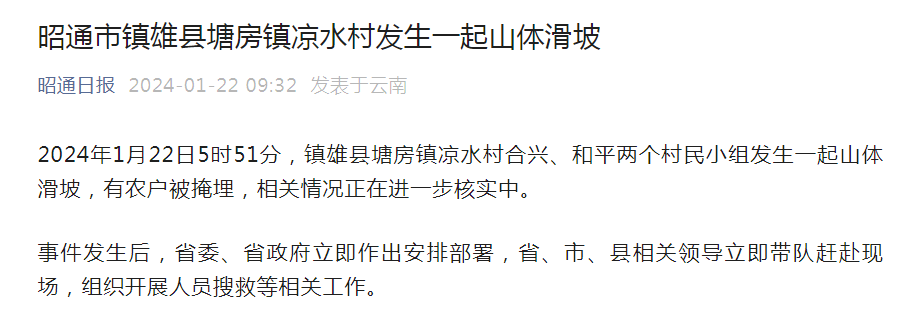 昭通市镇雄县塘房镇凉水村发生一起山体滑坡
昭通日报 2024-01-22 09:32 发表于云南
2024年1月22日5时51分，镇雄县塘房镇凉水村合兴、和平两个村民小组发生一起山体
滑坡，有农户被掩埋，相关情况正在进一步核实中。
事件发生后，省委、省政府立即作出安排部署，省、市、县相关领导立即带队赶赴现
场，组织开展人员搜救等相关工作。